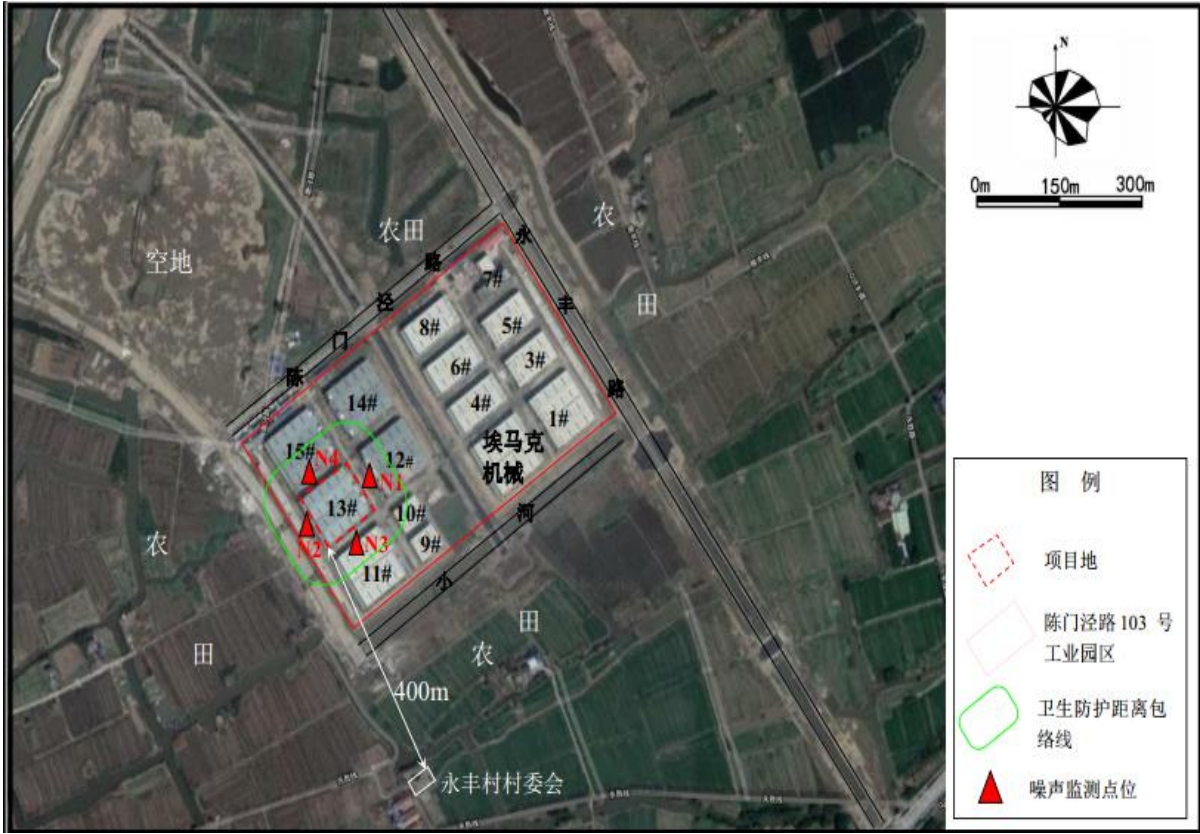 N
0m 150m 300m
农田
农
田
空地
陈门泾路
永丰路
7#
8#
5#
6#
3#
4#
1#
埃马克
机械
14#
15#
12#
N4
N1
13#
10#
N2
N3
9#
11#
小河
农
田
农
田
400m
永丰村村委会
图 例
项目地
陈门泾路 103 号
工业园区
卫生防护距离包
络线
噪声监测点位